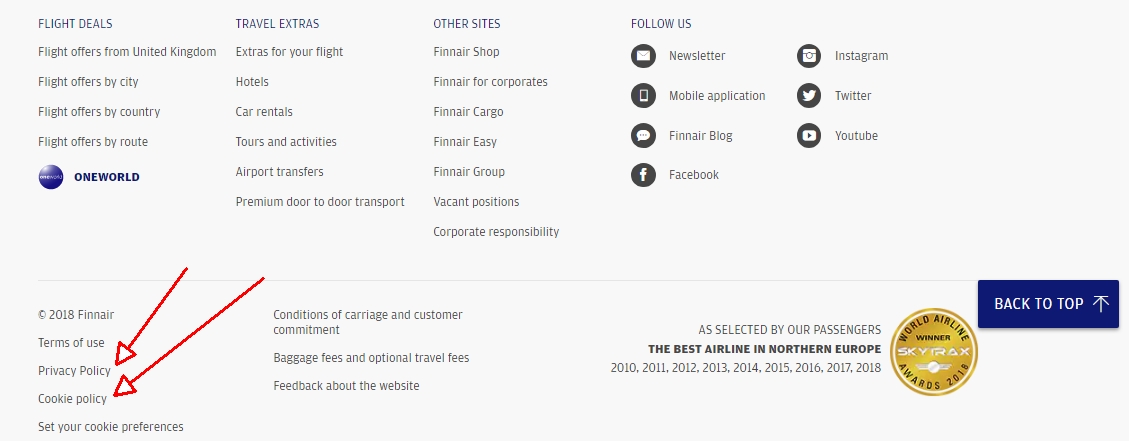 FLIGHT DEALS
Flight offers from United Kingdom
Flight offers by city
Flight offers by country
Flight offers by route
oneworld
ONEWORLD
TRAVEL EXTRAS
Extras for your flight
Hotels
Car rentals
Tours and activities
Airport transfers
Premium door to door transport
OTHER SITES
Finnair Shop
Finnair for corporates
Finnair Cargo
Finnair Easy
Finnair Group
Vacant positions
Corporate responsibility
FOLLOW US
Newsletter
Mobile application
Finnair Blog
Facebook
Instagram
Twitter
Youtube
BACK TO TOP
© 2018 Finnair
Terms of use
Privacy Policy
Cookie policy
Set your cookie preferences
Conditions of carriage and customer
commitment
Baggage fees and optional travel fees
Feedback about the website
AS SELECTED BY OUR PASSENGERS
THE BEST AIRLINE IN NORTHERN EUROPE
2010, 2011, 2012, 2013, 2014, 2015, 2016, 2017, 2018
WORLD AIRLINE
WINNER
SKYTRAX
AWARDS 2018